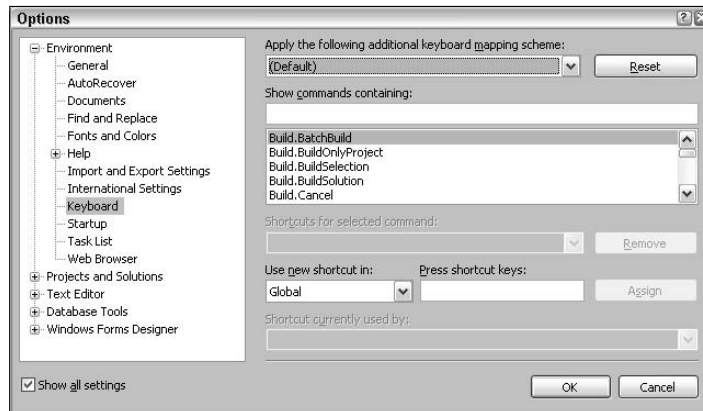 Options
Environment
General
AutoRecover
Documents
Find and Replace
Fonts and Colors
Help
Import and Export Settings
International Settings
Keyboard
Startup
Task List
Web Browser
Projects and Solutions
Text Editor
Database Tools
Windows Forms Designer
Show all settings
Apply the following additional keyboard mapping scheme:
(Default)
Reset
Show commands containing:
Build.BatchBuild
Build.BuildOnlyProject
Build.BuildSelection
Build.BuildSolution
Build.Cancel
Shortcuts for selected command:
Remove
Use new shortcut in:
Press shortcut keys:
Global
Assign
Shortcut currently used by:
OK
Cancel